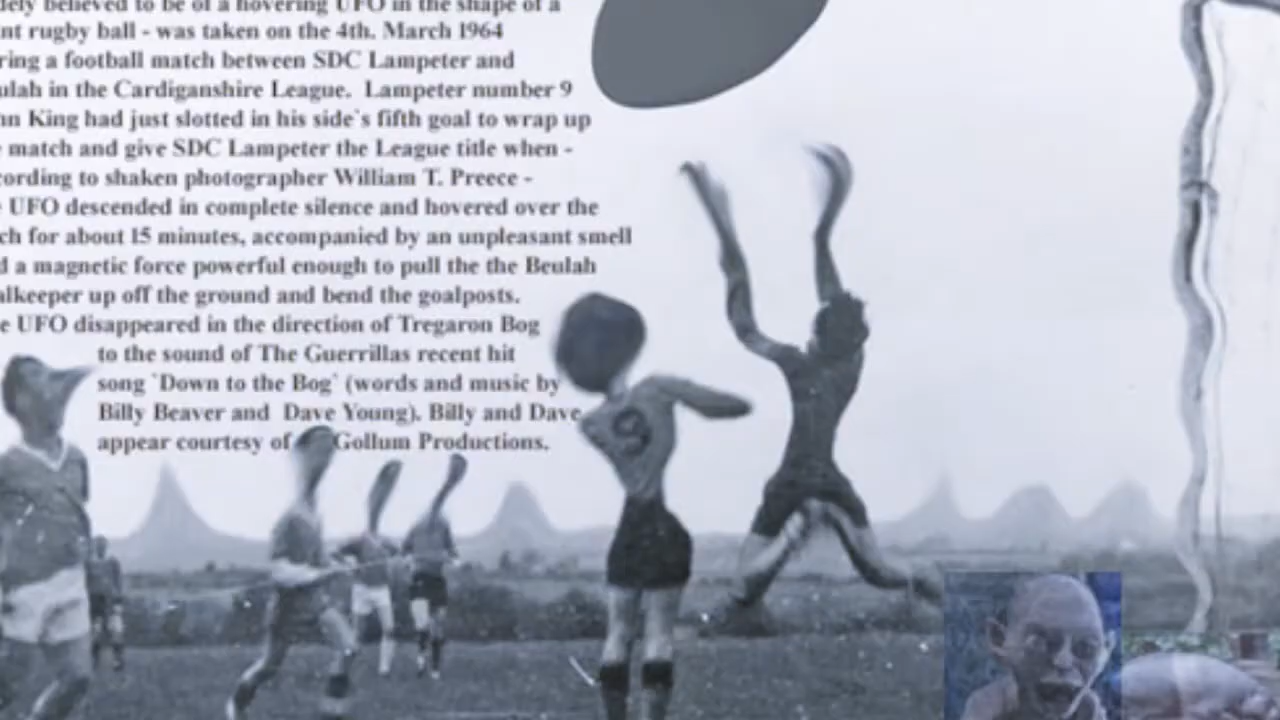 dely believed to be of a hovering UFO in the shape of a
nt rugby ball - was taken on the 4th. March 1964
ring a football match between SDC Lampeter and
ulah in the Cardiganshire League. Lampeter number 9
hn King had just slotted in his side`s fifth goal to wrap up
match and give SDC Lampeter the League title when -
cording to shaken photographer William T. Preece -
UFO descended in complete silence and hovered over the
ch for about 15 minutes, accompanied by an unpleasant smell
d a magnetic force powerful enough to pull the the Beulah
alkeeper up off the ground and bend the goalposts.
e UFO disappeared in the direction of Tregaron Bog
to the sound of The Guerrillas recent hit
song `Down to the Bog` (words and music by
Billy Beaver and Dave Young). Billy and Dave
appear courtesy of Gollum Productions.
9